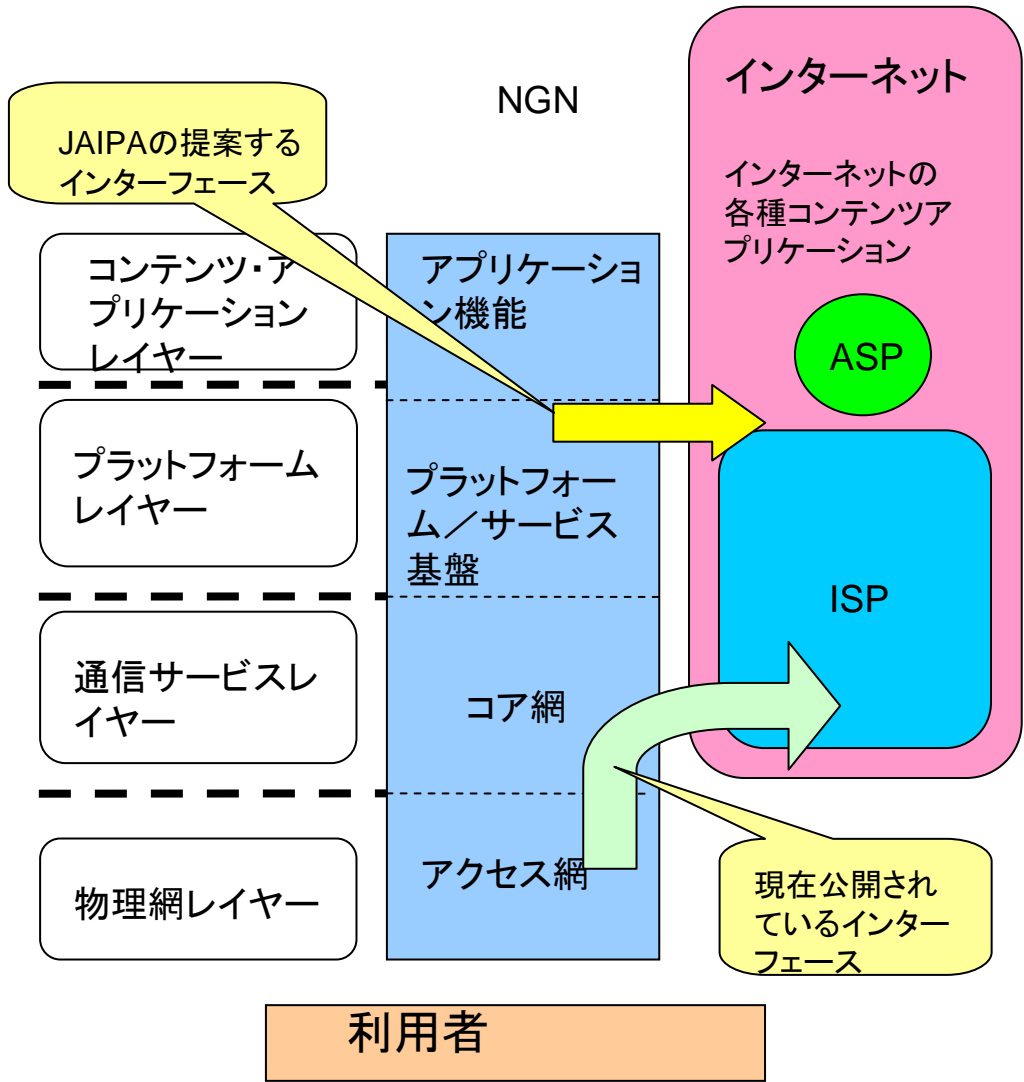 NGN
JAIPAの提案する
インターフェース
インターネット
インターネットの
各種コンテンツア
プリケーション
コンテンツ・ア
プリケーション
レイヤー
アプリケーショ
ン機能
ASP
プラットフォーム
レイヤー
プラットフォー
ム／サービス
基盤
ISP
通信サービスレ
イヤー
コア網
物理網レイヤー
アクセス網
現在公開され
ているインター
フェース
利用者